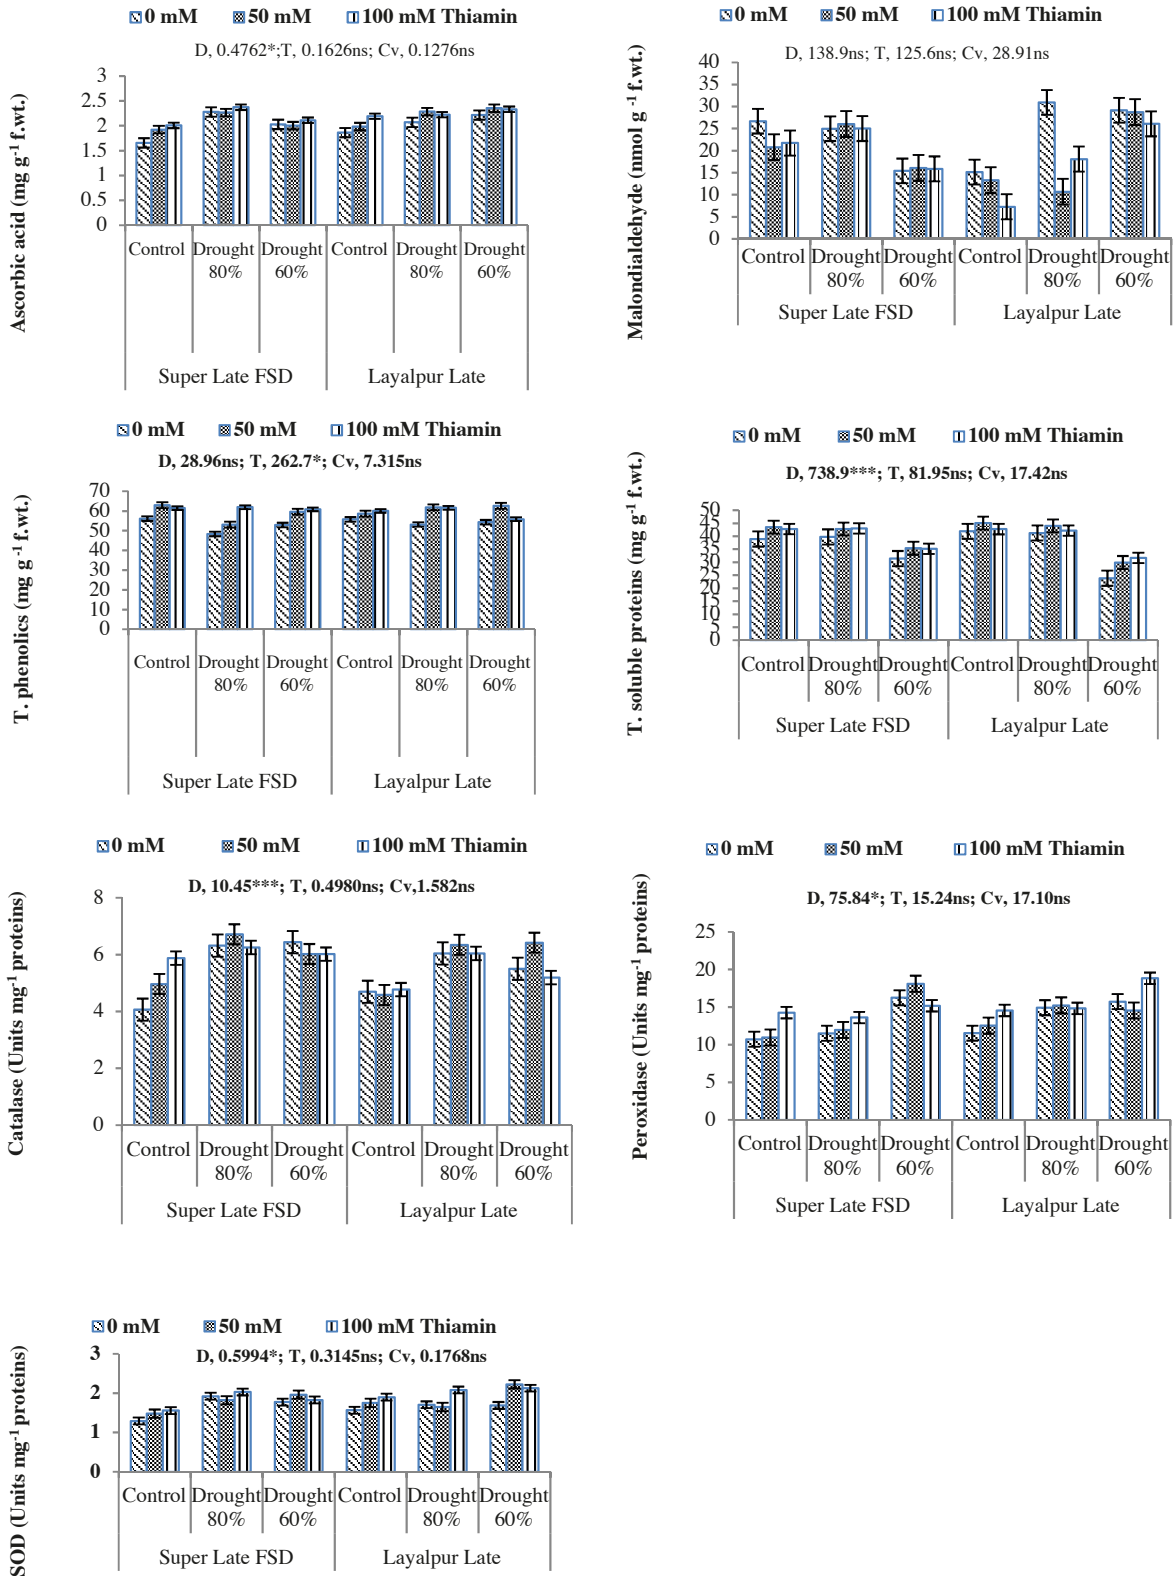 0 mM 50 mM 100 mM Thiamin
D, 0.4762*;T, 0.1626ns; Cv, 0.1276ns
Ascorbic acid (mg g-1 f.wt.)
3
2.5
2
1.5
1
0.5
0
Control Drought 80% Drought 60% Control Drought 80% Drought 60%
Super Late FSD Layalpur Late
0 mM 50 mM 100 mM Thiamin
D, 138.9ns; T, 125.6ns; Cv, 28.91ns
Malondialdehyde (nmol g -1 f.wt.)
40
35
30
25
20
15
10
5
0
Control Drought 80% Drought 60% Control Drought 80% Drought 60%
Super Late FSD Layalpur Late
0 mM 50 mM 100 mM Thiamin
D, 28.96ns; T, 262.7*; Cv, 7.315ns
T. phenolics (mg g-1 f.wt.)
70
60
50
40
30
20
10
0
Control Drought 80% Drought 60% Control Drought 80% Drought 60%
Super Late FSD Layalpur Late
0 mM 50 mM 100 mM Thiamin
D, 738.9***; T, 81.95ns; Cv, 17.42ns
T. soluble proteins (mg g-1 f.wt.)
50
45
40
35
30
25
20
15
10
5
0
Control Drought 80% Drought 60% Control Drought 80% Drought 60%
Super Late FSD Layalpur Late
0 mM 50 mM 100 mM Thiamin
D, 10.45***; T, 0.4980ns; Cv,1.582ns
Catalase (Units mg-1 proteins)
8
6
4
2
0
Control Drought 80% Drought 60% Control Drought 80% Drought 60%
Super Late FSD Layalpur Late
0 mM 50 mM 100 mM Thiamin
D, 75.84*; T, 15.24ns; Cv, 17.10ns
Peroxidase (Units mg-1 proteins)
25
20
15
10
5
0
Control Drought 80% Drought 60% Control Drought 80% Drought 60%
Super Late FSD Layalpur Late
0 mM 50 mM 100 mM Thiamin
D, 0.5994*; T, 0.3145ns; Cv, 0.1768ns
SOD (Units mg-1 proteins)
3
2
1
0
Control Drought 80% Drought 60% Control Drought 80% Drought 60%
Super Late FSD Layalpur Late